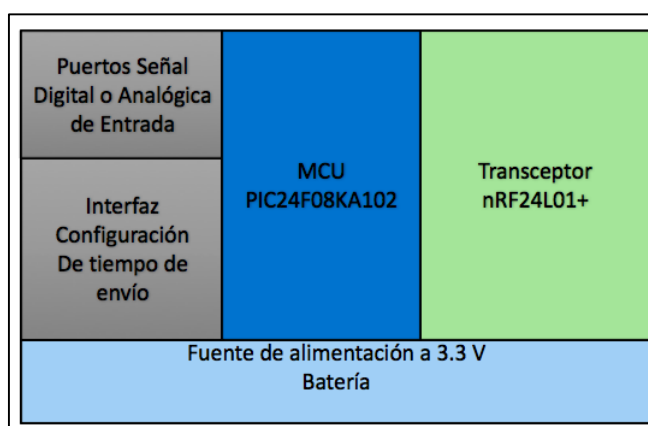 Puertos Señal
Digital o Analógica
de Entrada
Interfaz
Configuración
De tiempo de
envío
MCU
PIC24F08KA102
Transceptor
nRF24L01+
Fuente de alimentación a 3.3 V
Batería